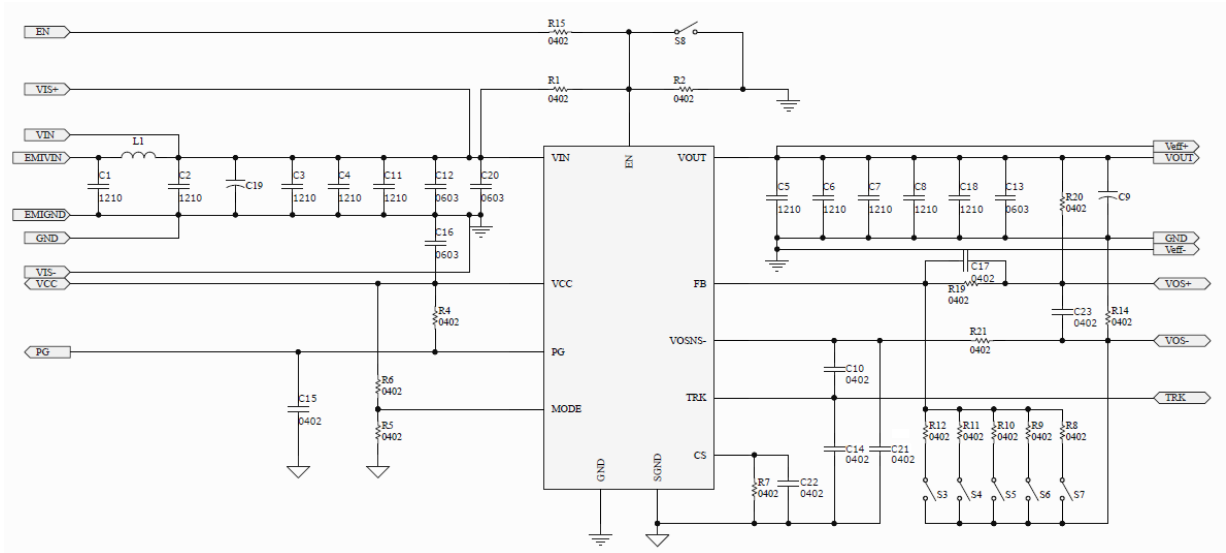 EN
R15
0402
S8
VIS+
R1
0402
R2
0402
VIN
L1
EMIVIN
VIN
EN
VOUT
Veff+
VOUT
C1
1210
C2
1210
C19
C3
1210
C4
1210
C11
1210
C12
0603
C20
0603
C5
1210
C6
1210
C7
1210
C8
1210
C18
1210
C13
0603
R20
0402
C9
EMIGND
GND
C16
0603
GND
Veff-
VIS-
VCC
VCC
FB
C17
0402
R19
0402
VOS+
R4
0402
C23
0402
R14
0402
PG
PG
VOSNS-
R21
0402
VOS-
R6
0402
C10
0402
MODE
TRK
TRK
C15
0402
R5
0402
C14
0402
C21
0402
R12
0402
R11
0402
R10
0402
R9
0402
R8
0402
CS
GND
SGND
R7
0402
C22
0402
S3
S4
S5
S6
S7